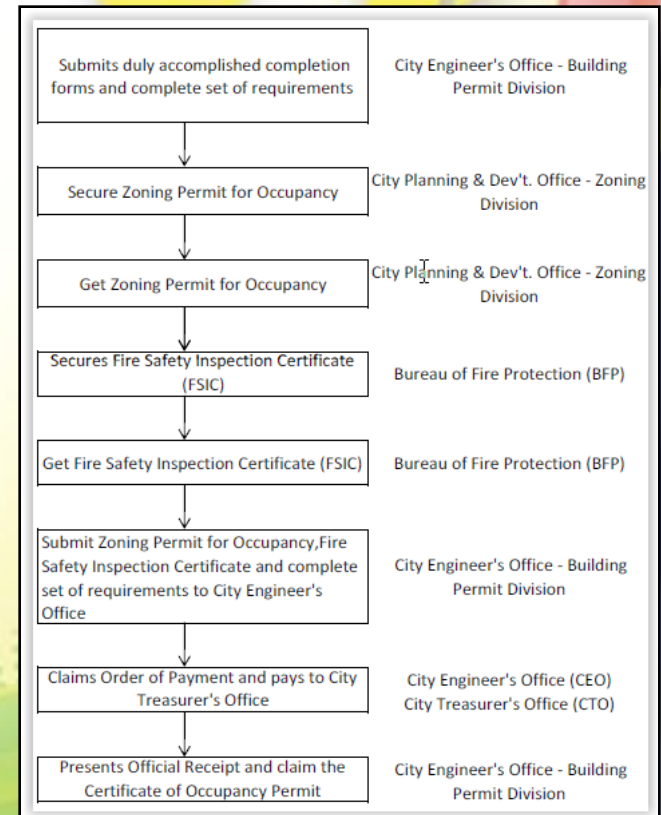 Submits duly accomplished completion
forms and complete set of requirements
City Engineer's Office - Building
Permit Division
Secure Zoning Permit for Occupancy
City Planning & Dev't. Office - Zoning
Division
Get Zoning Permit for Occupancy
City Planning & Dev't. Office - Zoning
Division
Secures Fire Safety Inspection Certificate
(FSIC)
Bureau of Fire Protection (BFP)
Get Fire Safety Inspection Certificate (FSIC)
Bureau of Fire Protection (BFP)
Submit Zoning Permit for Occupancy,Fire
Safety Inspection Certificate and complete
set of requirements to City Engineer's
Office
City Engineer's Office - Building
Permit Division
Claims Order of Payment and pays to City
Treasurer's Office
City Engineer's Office (CEO)
City Treasurer's Office (CTO)
Presents Official Receipt and claim the
Certificate of Occupancy Permit
City Engineer's Office - Building
Permit Division